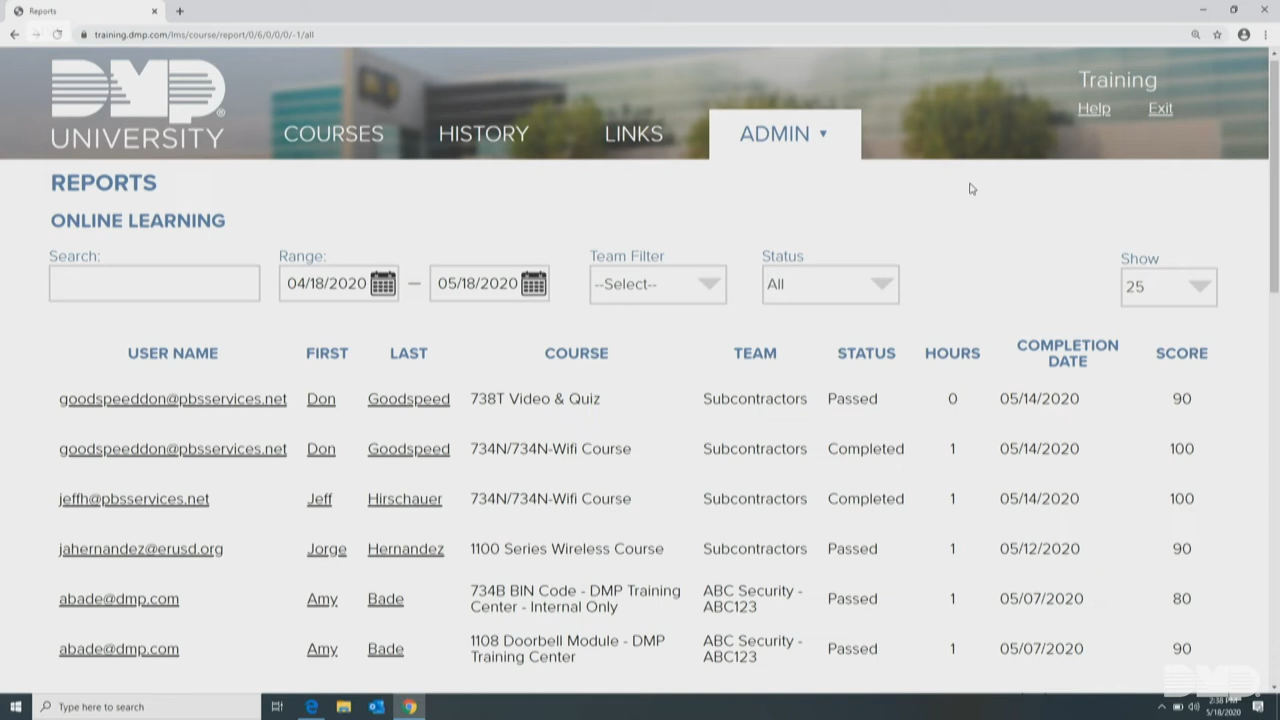 Reports
training.dmp.com/lms/course/report/0/6/0/0/0/-1/all
DMP
UNIVERSITY
COURSES HISTORY LINKS ADMIN
Training
Help Exit
REPORTS
ONLINE LEARNING
Search: Range: Team Filter Status Show
04/18/2020 — 05/18/2020 --Select-- All 25
USER NAME FIRST LAST COURSE TEAM STATUS HOURS COMPLETION DATE SCORE
goodspeeddon@pbsservices.net Don Goodspeed 738T Video & Quiz Subcontractors Passed 0 05/14/2020 90
goodspeeddon@pbsservices.net Don Goodspeed 734N/734N-Wifi Course Subcontractors Completed 1 05/14/2020 100
jeffh@pbsservices.net Jeff Hirschauer 734N/734N-Wifi Course Subcontractors Completed 1 05/14/2020 100
jahernandez@erusd.org Jorge Hernandez 1100 Series Wireless Course Subcontractors Passed 1 05/12/2020 90
abade@dmp.com Amy Bade 734B BIN Code - DMP Training Center - Internal Only ABC Security - ABC123 Passed 1 05/07/2020 80
abade@dmp.com Amy Bade 1108 Doorbell Module - DMP Training Center ABC Security - ABC123 Passed 1 05/07/2020 90
DMP
Type here to search
2:38 PM
5/18/2020